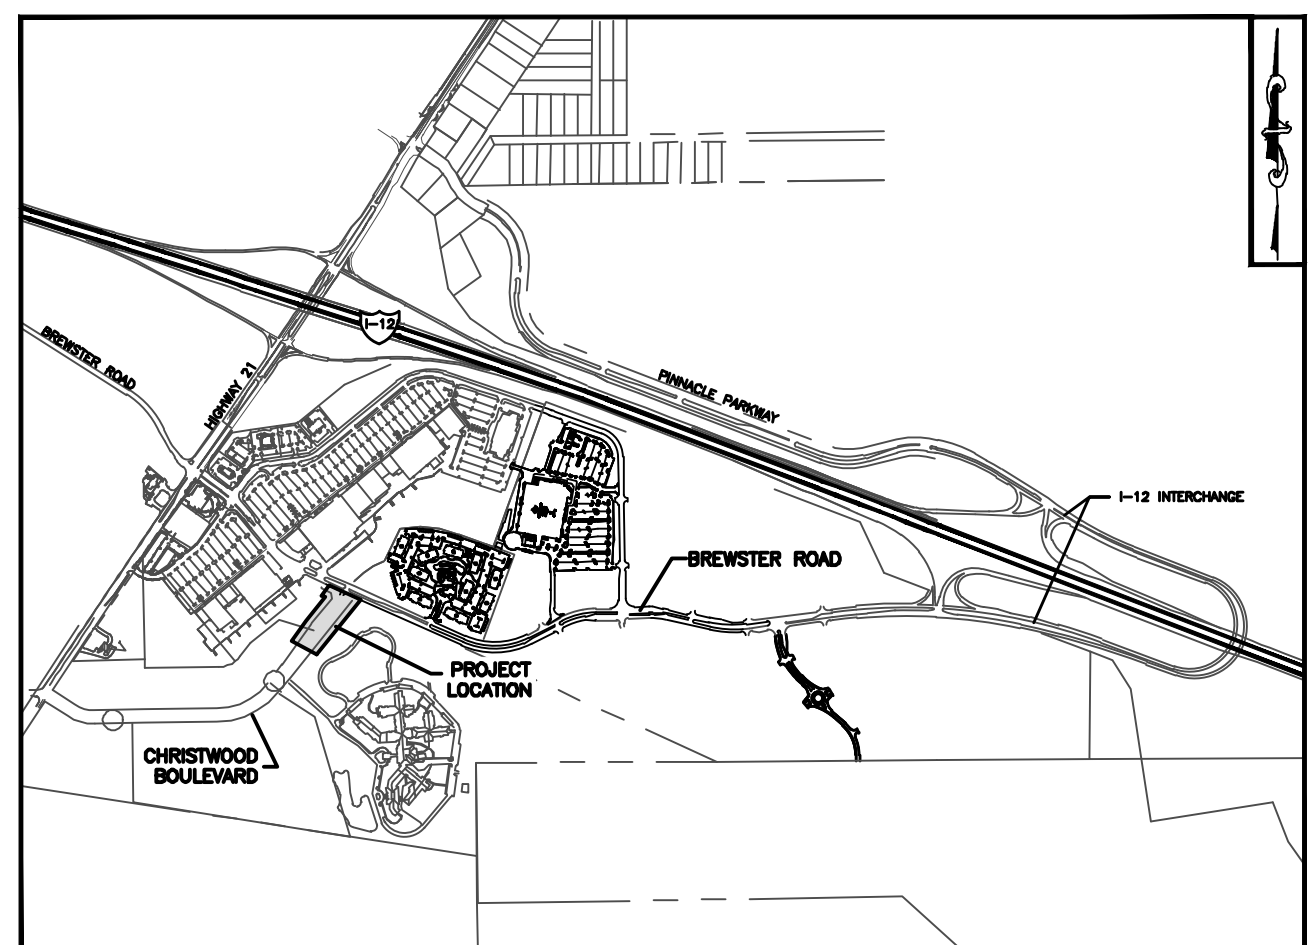 I-12
BREWSTER ROAD
HIGHWAY 21
PINNACLE PARKWAY
I-12 INTERCHANGE
BREWSTER ROAD
PROJECT
LOCATION
CHRISTWOOD
BOULEVARD